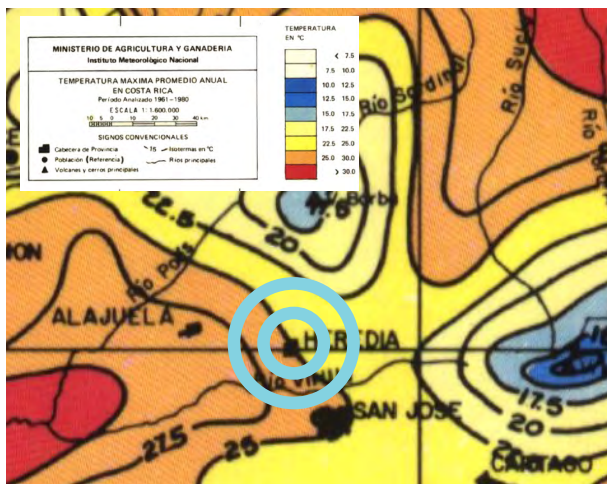 MINISTERIO DE AGRICULTURA Y GANADERIA
Instituto Meteorológico Nacional
TEMPERATURA MAXIMA PROMEDIO ANUAL
EN COSTA RICA
Período Analizado 1961-1980
ESCALA 1:1.600.000
10 5 0 10 20 30 40 km
SIGNOS CONVENCIONALES
Cabecera de Provincia
15 Isotermas en °C
Población (Referencia)
Ríos principales
Volcanes y cerros principales
TEMPERATURA
EN °C
< 7.5
7.5 10.0
10.0 12.5
12.5 15.0
15.0 17.5
17.5 22.5
22.5 25.0
25.0 30.0
> 30.0
Río Sardinal
Río Sucio
Río
22.5
17.5
Barba
20
Río Poás
ALAJUELA
HEREDIA
Río Virilla
SAN JOSE
17.5
20
27.5
25
CARTAGO